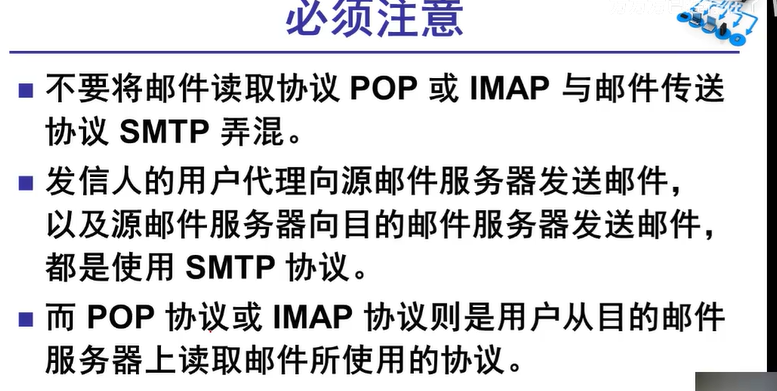 必须注意
■ 不要将邮件读取协议 POP 或 IMAP 与邮件传送
协议 SMTP 弄混。
■ 发信人的用户代理向源邮件服务器发送邮件，
以及源邮件服务器向目的邮件服务器发送邮件，
都是使用 SMTP 协议。
■ 而 POP 协议或 IMAP 协议则是用户从目的邮件
服务器上读取邮件所使用的协议。